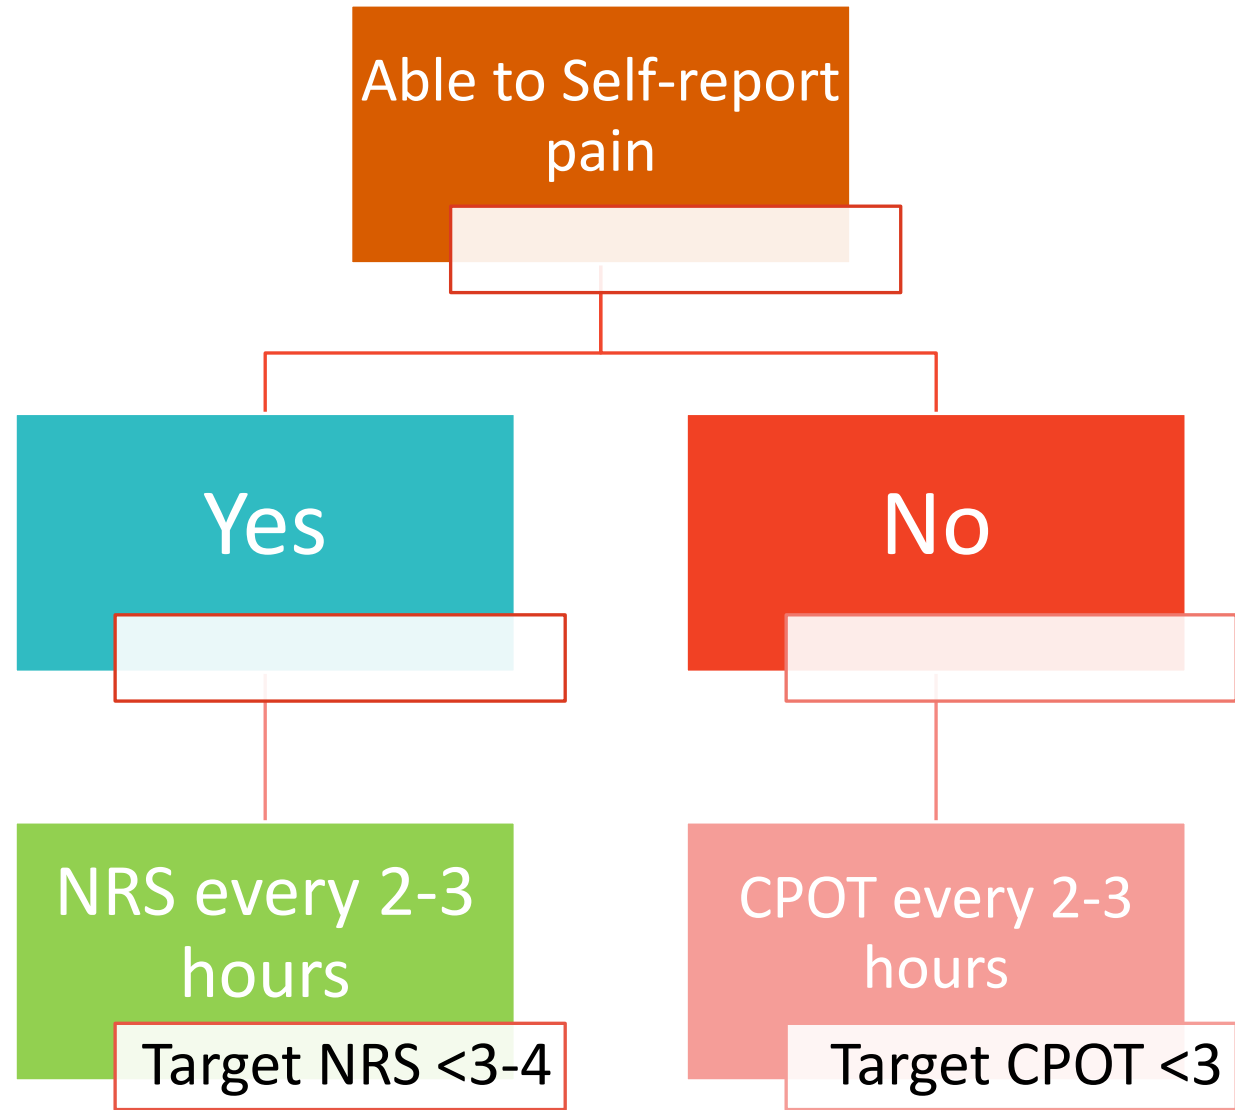 Able to Self-report
pain
Yes
No
NRS every 2-3
hours
Target NRS <3-4
CPOT every 2-3
hours
Target CPOT <3